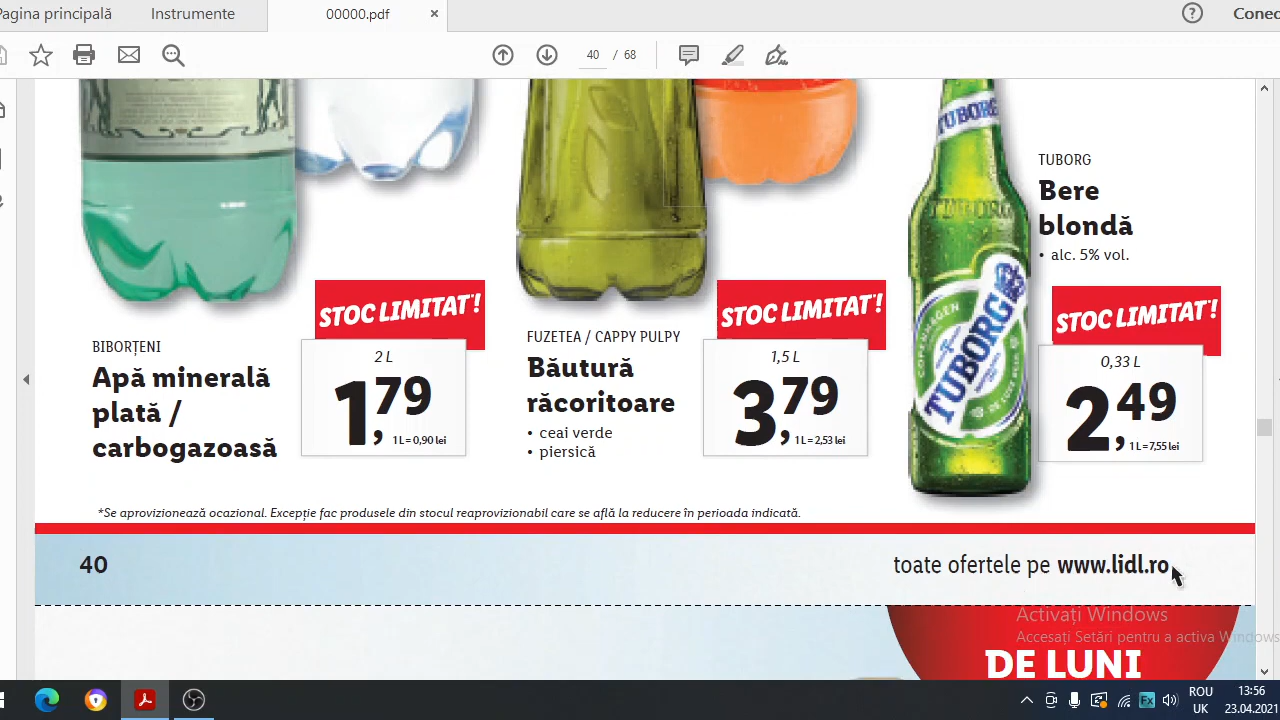 Pagina principală
Instrumente
00000.pdf
×
?
Conec
40 / 68
TUBORG
TUBORG
COPENHAGEN
TUBORG
TUBORG
Bere
blondă
• alc. 5% vol.
STOC LIMITAT*!
STOC LIMITAT*!
STOC LIMITAT*!
BIBORȚENI
Apă minerală
plată /
carbogazoasă
2 L
1,79
1 L = 0,90 lei
FUZETEA / CAPPY PULPY
Băutură
răcoritoare
• ceai verde
• piersică
1,5 L
3,79
1 L = 2,53 lei
0,33 L
2,49
1 L = 7,55 lei
*Se aprovizionează ocazional. Excepție fac produsele din stocul reaprovizionabil care se află la reducere în perioada indicată.
40
toate ofertele pe www.lidl.ro
Activați Windows
Accesați Setări pentru a activa Windows
DE LUNI
Fx
ROU
UK
13:56
23.04.2021